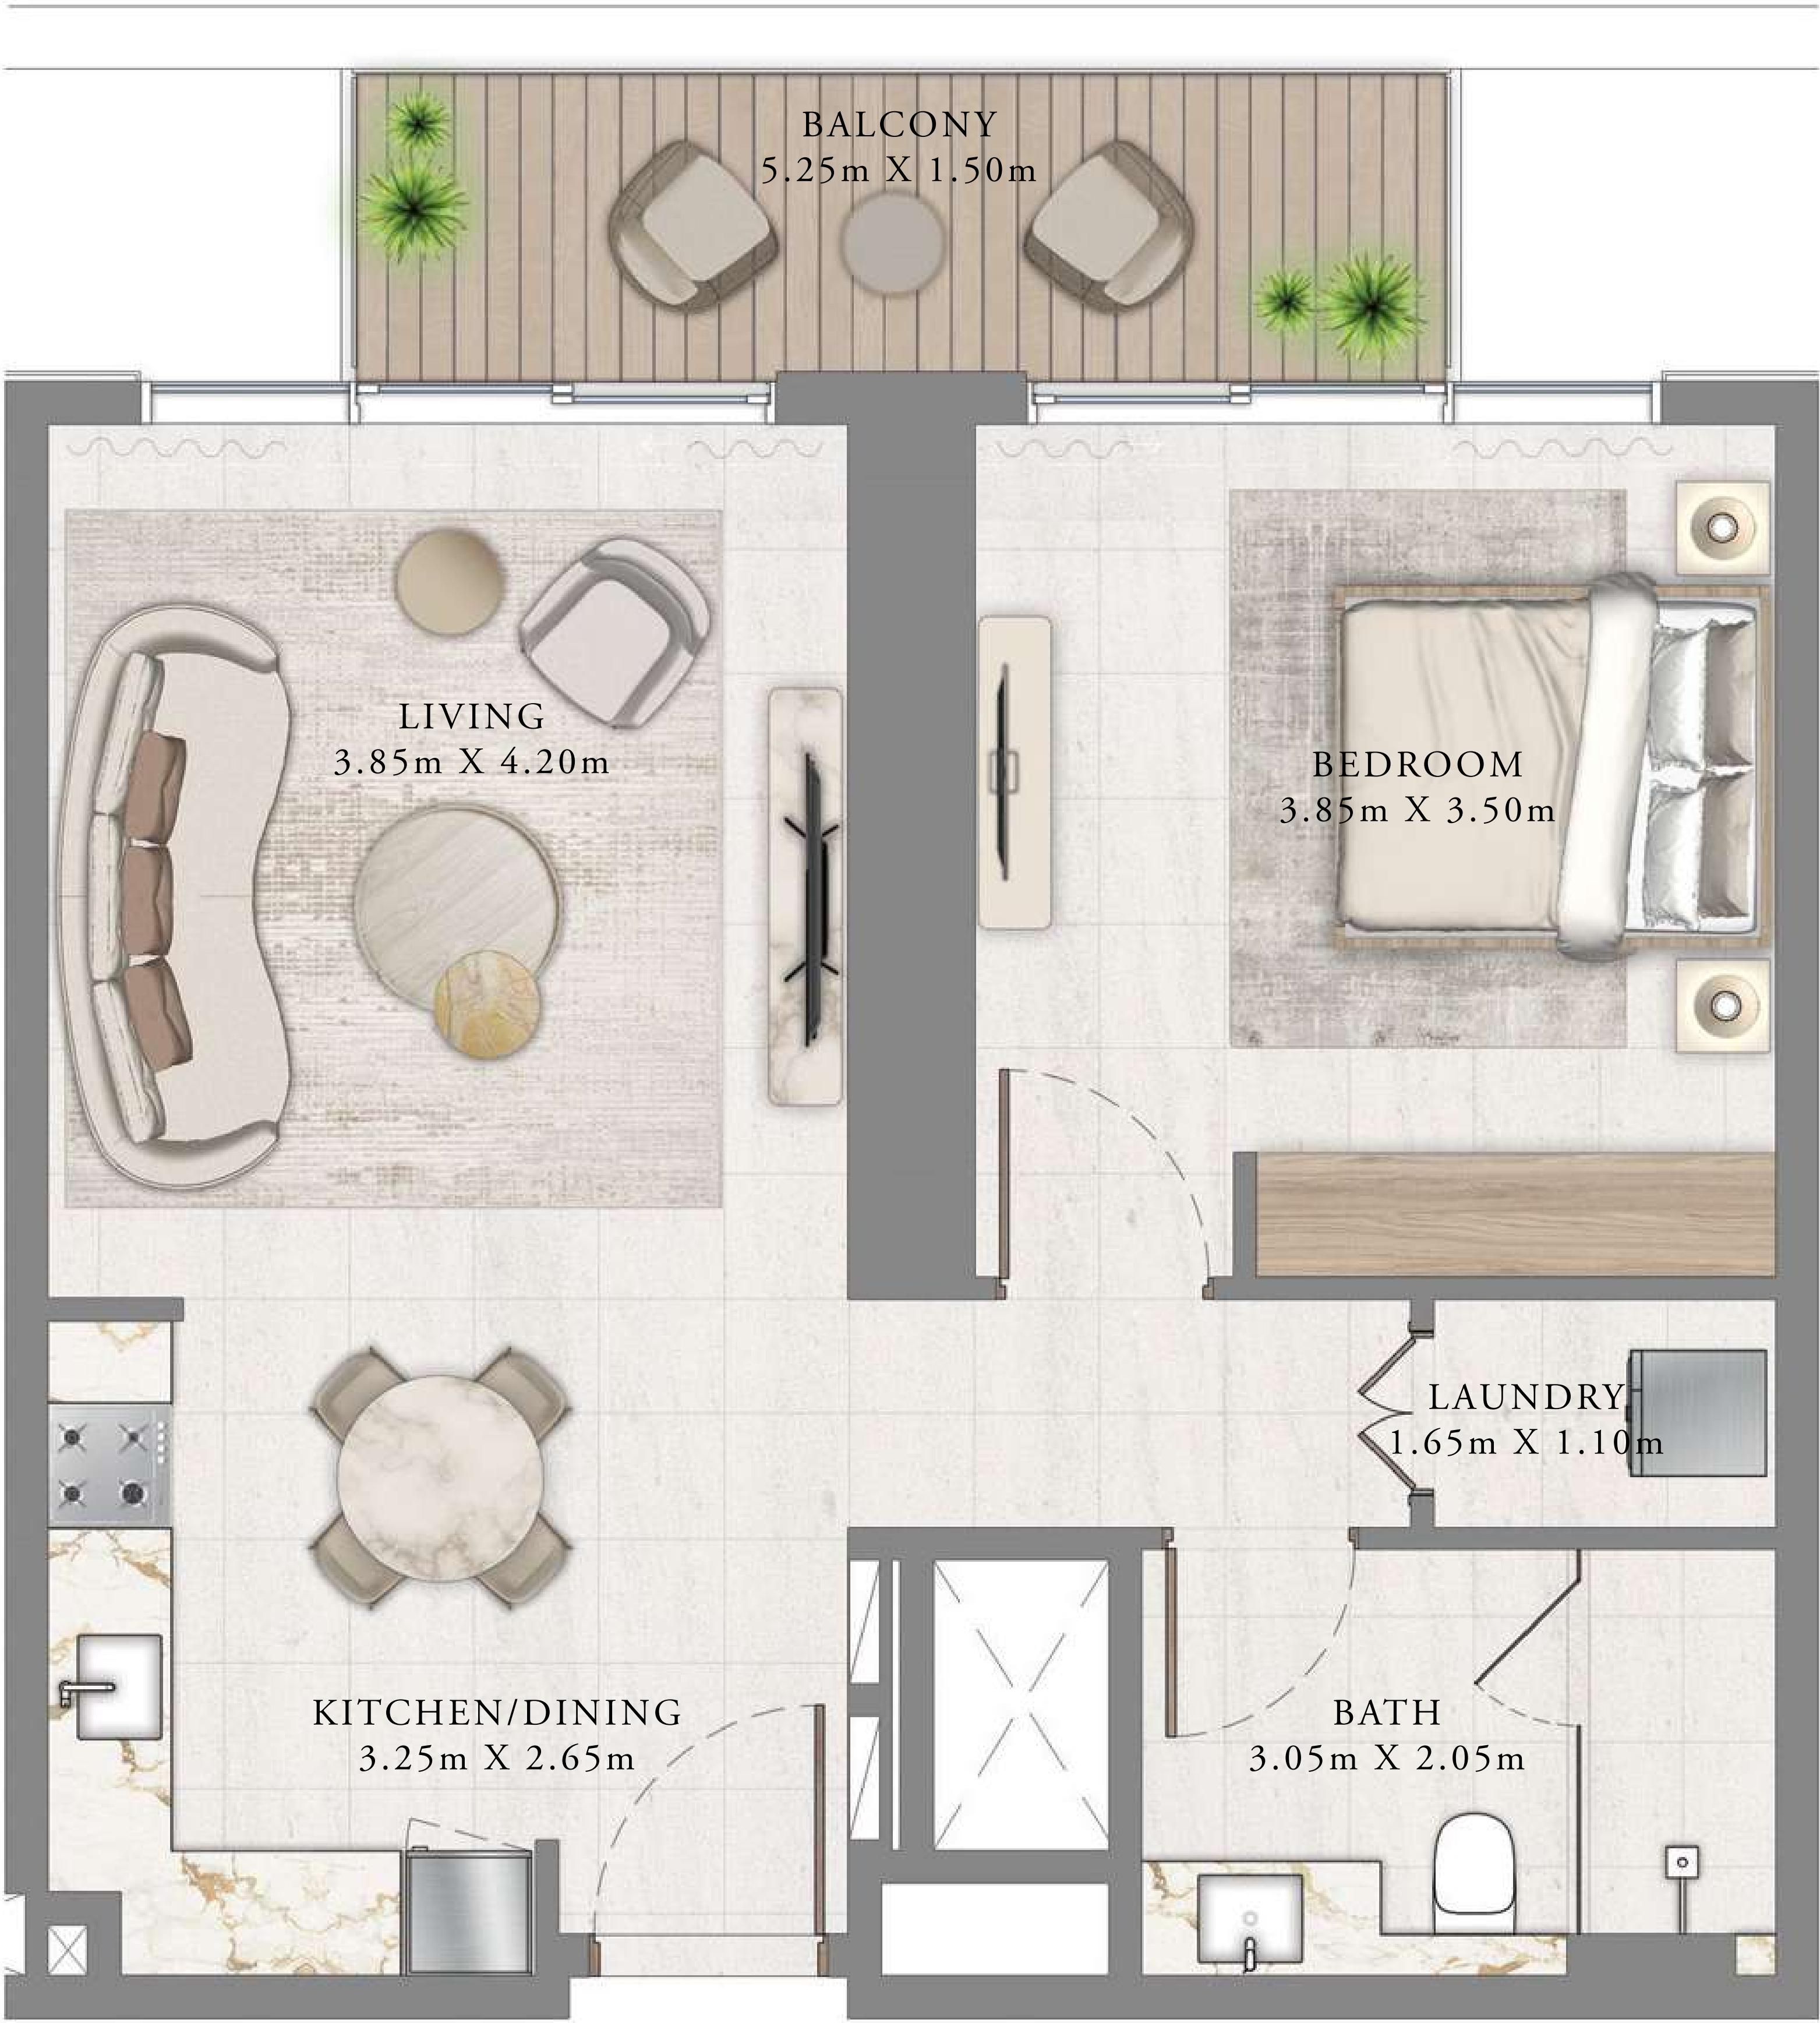 BALCONY
5.25m X 1.50m
LIVING
3.85m X 4.20m
BEDROOM
3.85m X 3.50m
LAUNDRY
1.65m X 1.10m
KITCHEN/DINING
3.25m X 2.65m
BATH
3.05m X 2.05m